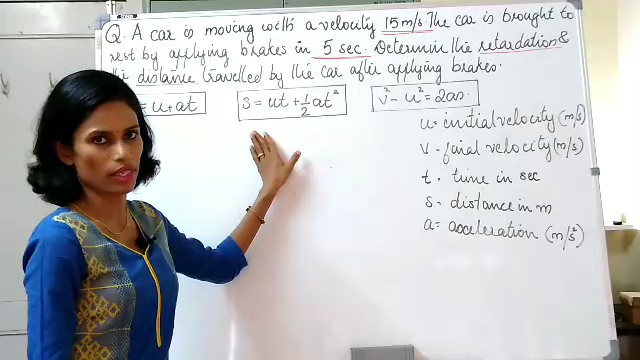 Q. A car is moving with a velocity 15 m/s The car is brought to
rest by applying brakes in 5 sec. Determin the retardation &
the distance travelled by the car after applying brakes.
= u+at
s = ut + 1/2 at²
v² - u² = 2as
u = initial velocity (m/s)
v - fainal velocity (m/s)
t - time in sec
s - distance in m
a = acceleration (m/s²)